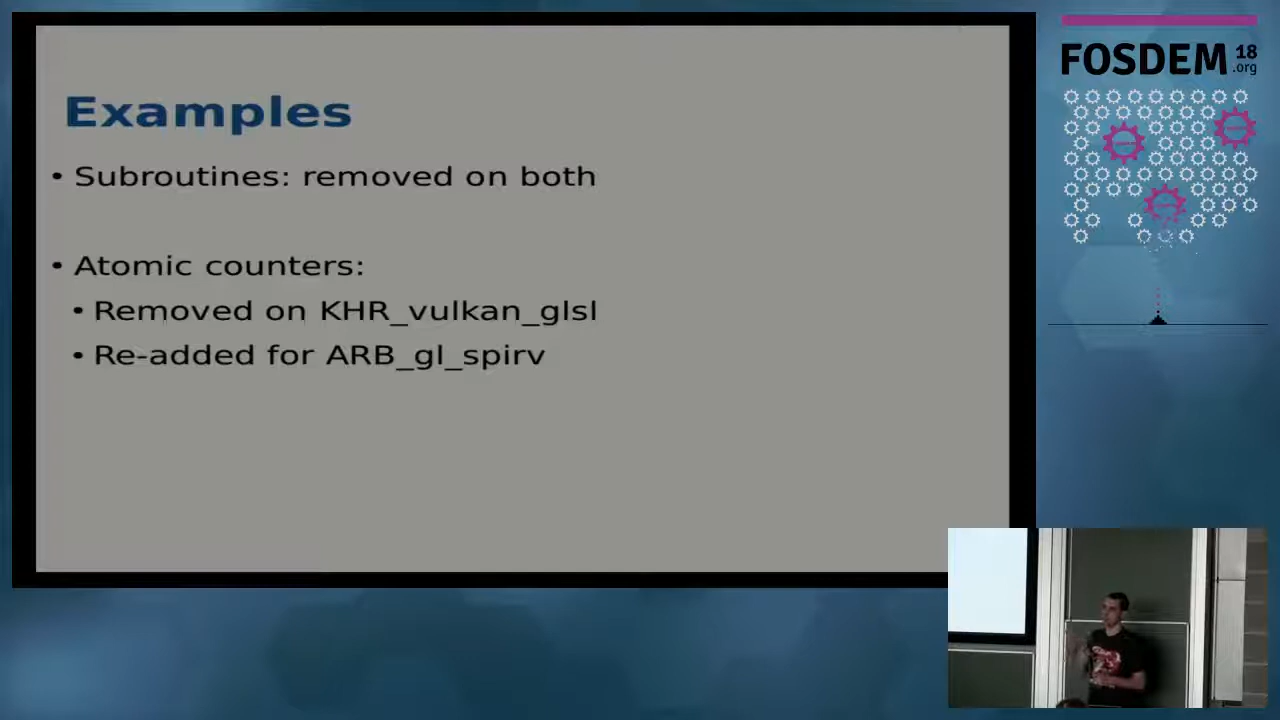 Examples
• Subroutines: removed on both
• Atomic counters:
• Removed on KHR_vulkan_glsl
• Re-added for ARB_gl_spirv
FOSDEM 18
.org